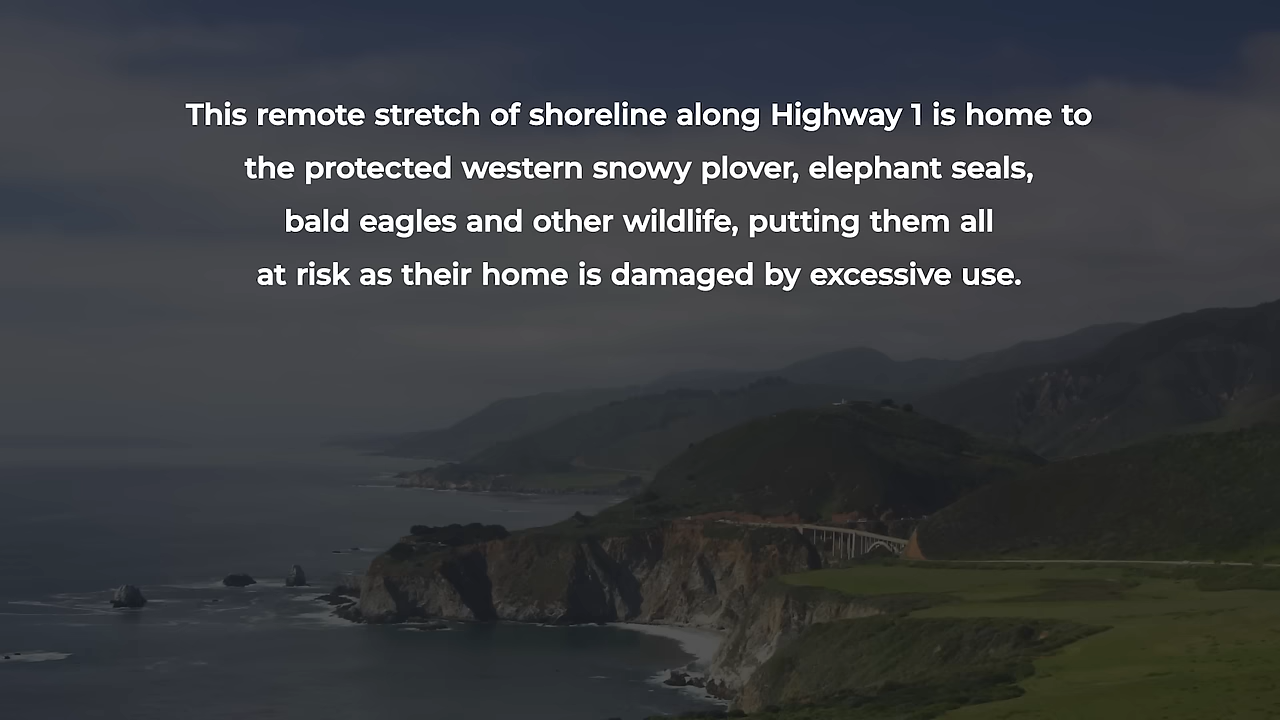 This remote stretch of shoreline along Highway 1 is home to
the protected western snowy plover, elephant seals,
bald eagles and other wildlife, putting them all
at risk as their home is damaged by excessive use.